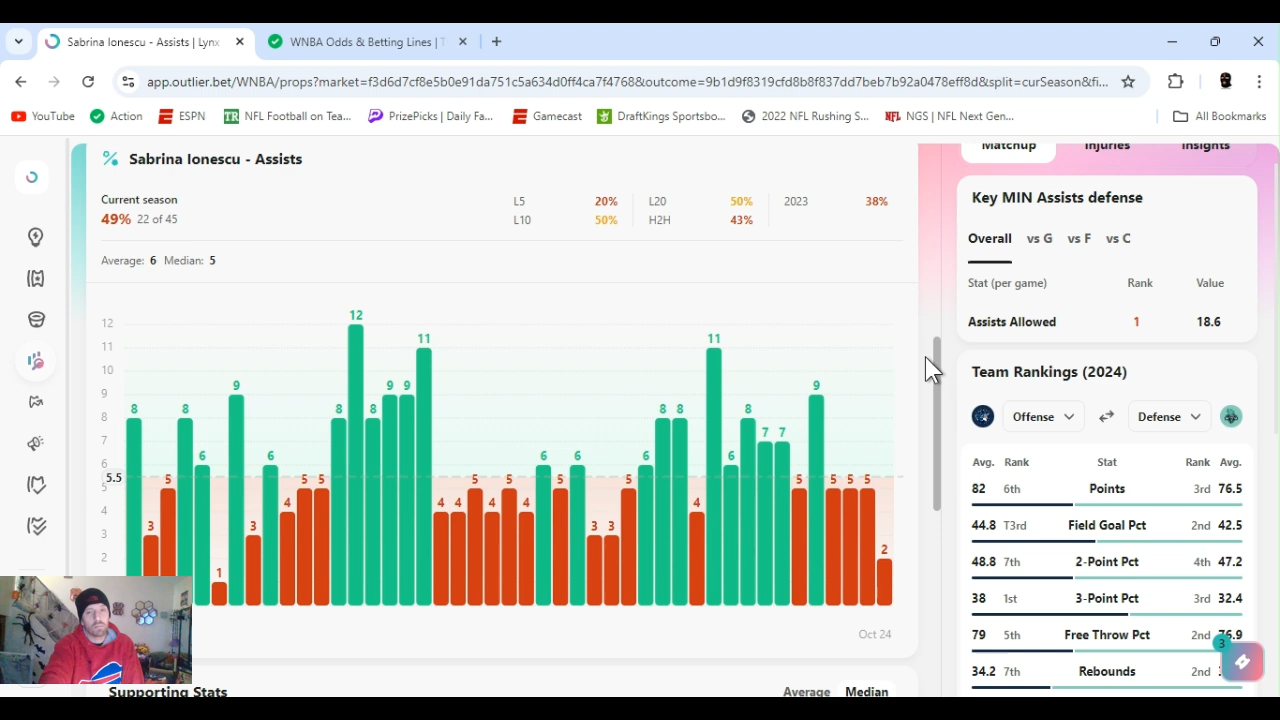 Sabrina Ionescu - Assists | Lynx
WNBA Odds & Betting Lines | T
app.outlier.bet/WNBA/props?market=f3d6d7cf8e5b0e91da751c5a634d0ff4ca7f4768&outcome=9b1d9f8319cfd8b8f837dd7beb7b92a0478eff8d&split=curSeason&fi...
YouTube
Action
ESPN
NFL Football on Tea...
PrizePicks | Daily Fa...
Gamecast
DraftKings Sportsbo...
2022 NFL Rushing S...
NGS | NFL Next Gen...
All Bookmarks
Sabrina Ionescu - Assists
Current season
49% 22 of 45
L5 20% L20 50% 2023 38%
L10 50% H2H 43%
Average: 6 Median: 5
12
11
10
9
8
7
6
5.5
5
4
3
2
8 3 5 8 6 1 9 3 6 4 5 5 8 12 8 9 9 11 4 4 5 4 5 4 6 5 6 3 3 5 6 8 8 4 11 6 8 7 7 5 9 5 5 5 2
Oct 24
Supporting Stats
Average Median
Matchup Injuries Insights
Key MIN Assists defense
Overall vs G vs F vs C
Stat (per game) Rank Value
Assists Allowed 1 18.6
Team Rankings (2024)
Offense Defense
Avg. Rank Stat Rank Avg.
82 6th Points 3rd 76.5
44.8 T3rd Field Goal Pct 2nd 42.5
48.8 7th 2-Point Pct 4th 47.2
38 1st 3-Point Pct 3rd 32.4
79 5th Free Throw Pct 2nd 76.9
34.2 7th Rebounds 2nd
3